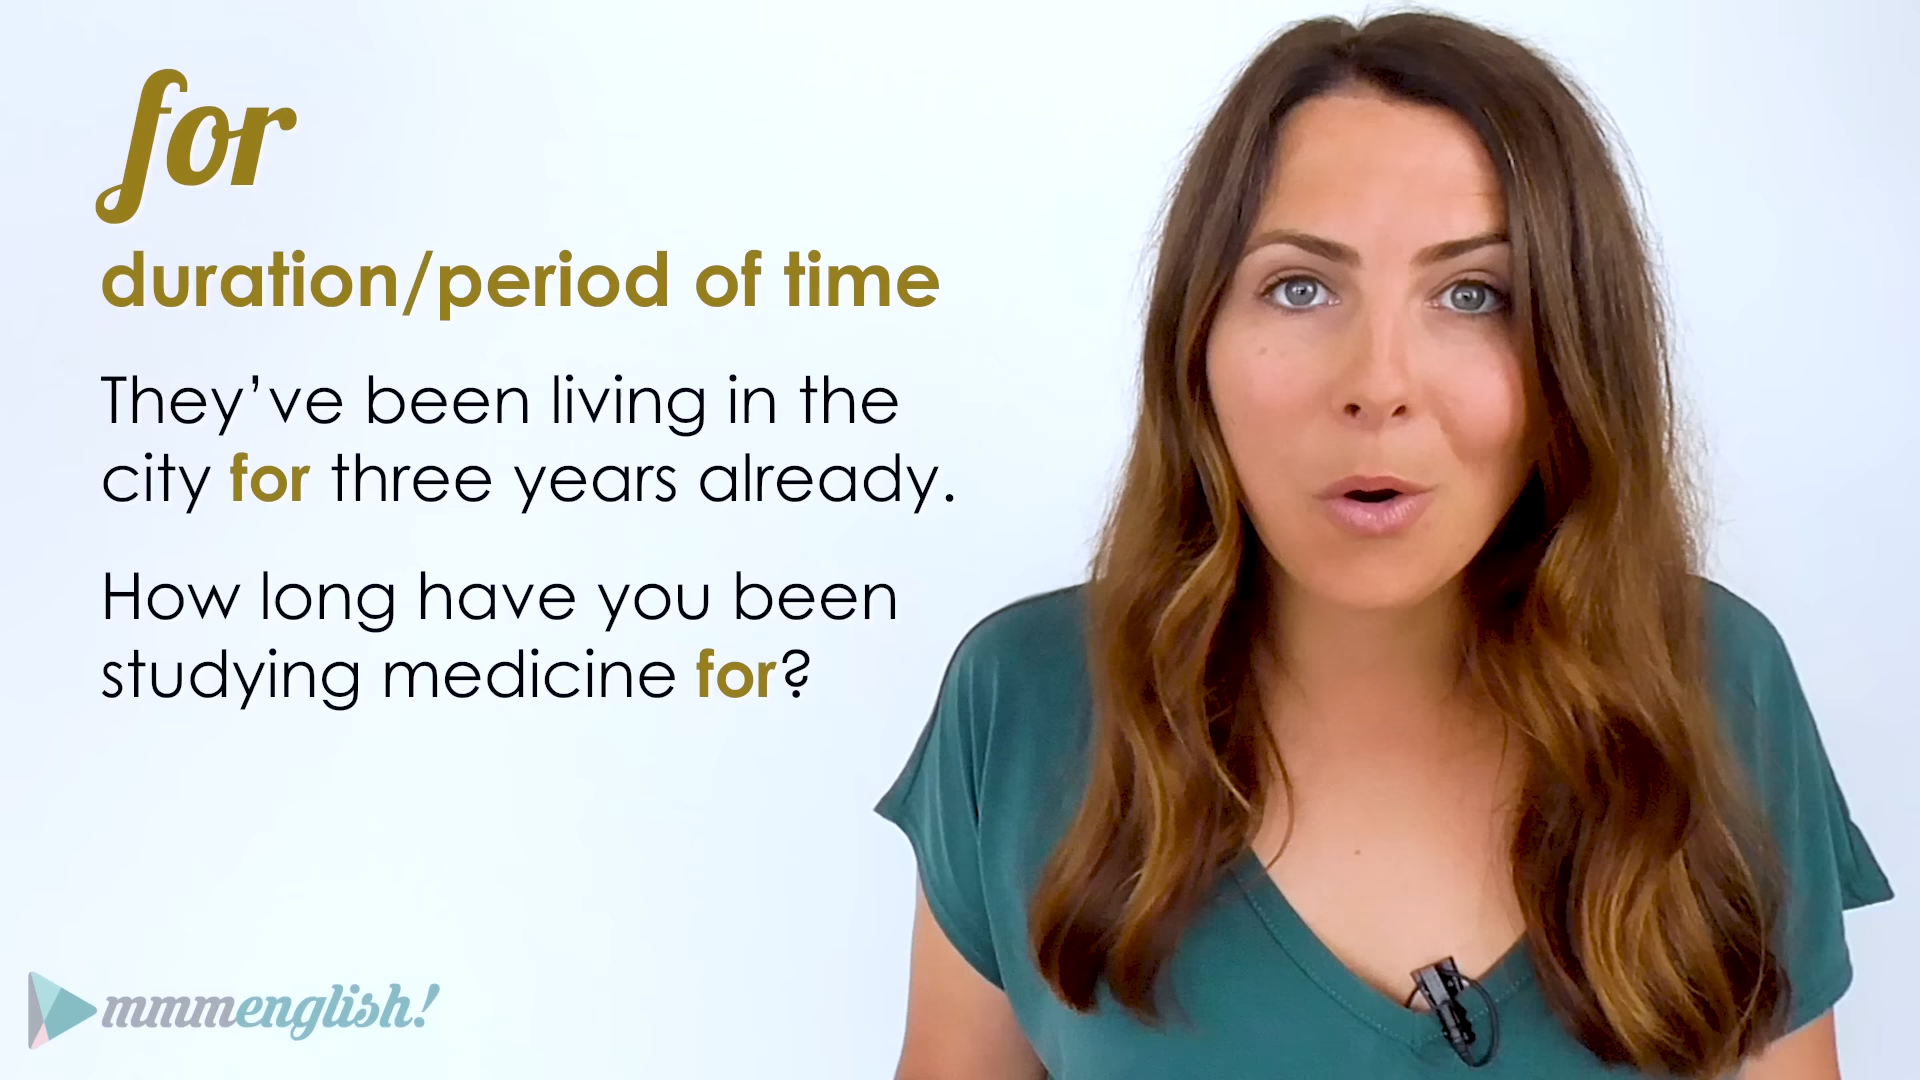 for
duration/period of time
They’ve been living in the
city for three years already.
How long have you been
studying medicine for?
mmmenglish!